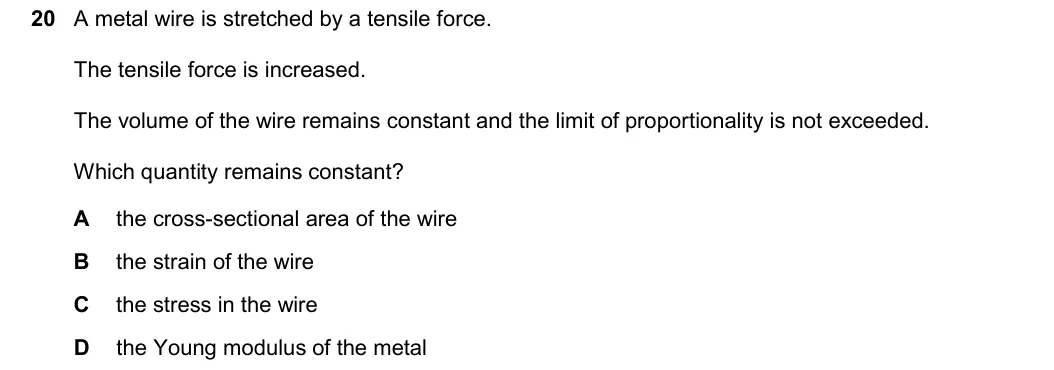 20 A metal wire is stretched by a tensile force.
The tensile force is increased.
The volume of the wire remains constant and the limit of proportionality is not exceeded.
Which quantity remains constant?
A the cross-sectional area of the wire
B the strain of the wire
C the stress in the wire
D the Young modulus of the metal